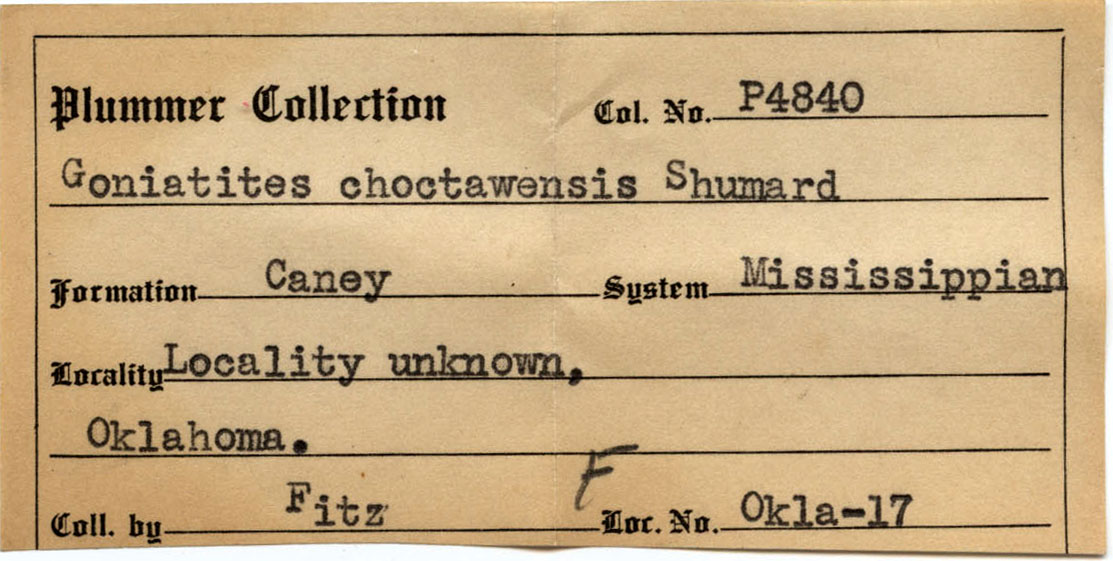 Plummer Collection Col. No. P4840
Goniatites choctawensis Shumard
Formation Caney System Mississippian
Locality Locality unknown,
Oklahoma.
F
Coll. by Fitz Loc. No. Okla-17